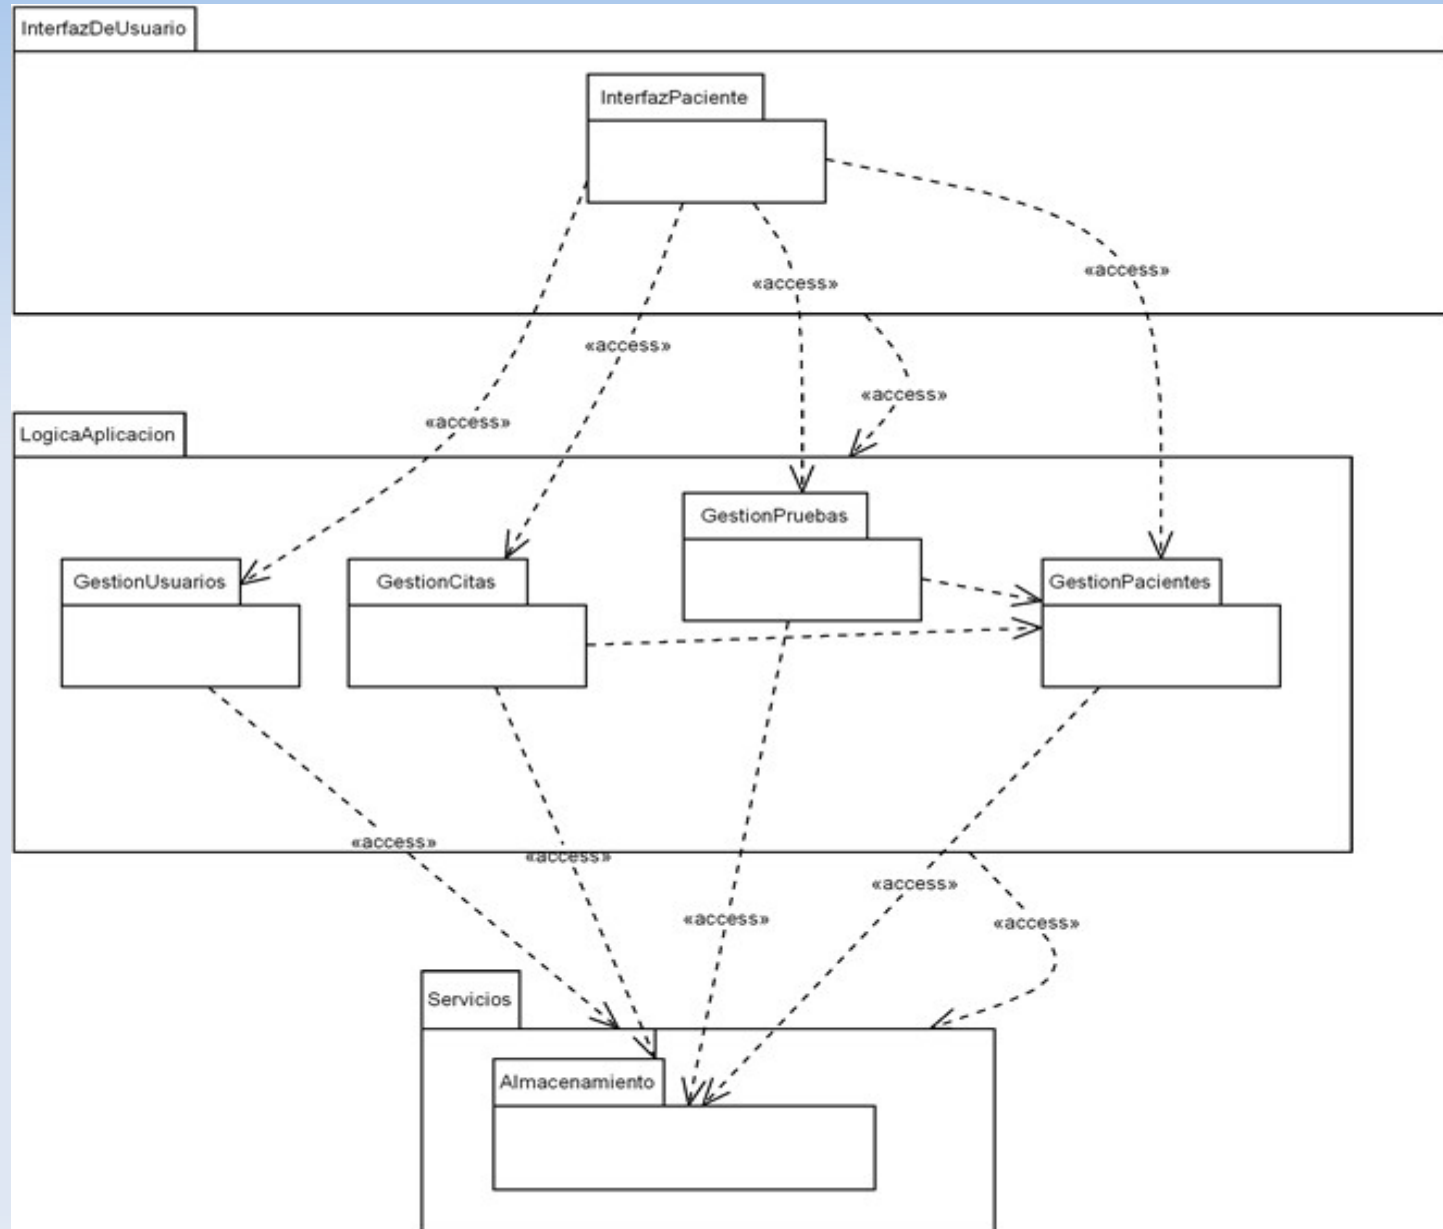 InterfazDeUsuario
InterfazPaciente
«access»
«access»
«access»
«access»
«access»
LogicaAplicacion
GestionPruebas
GestionUsuarios
GestionCitas
GestionPacientes
«access»
«access»
«access»
«access»
«access»
Servicios
Almacenamiento